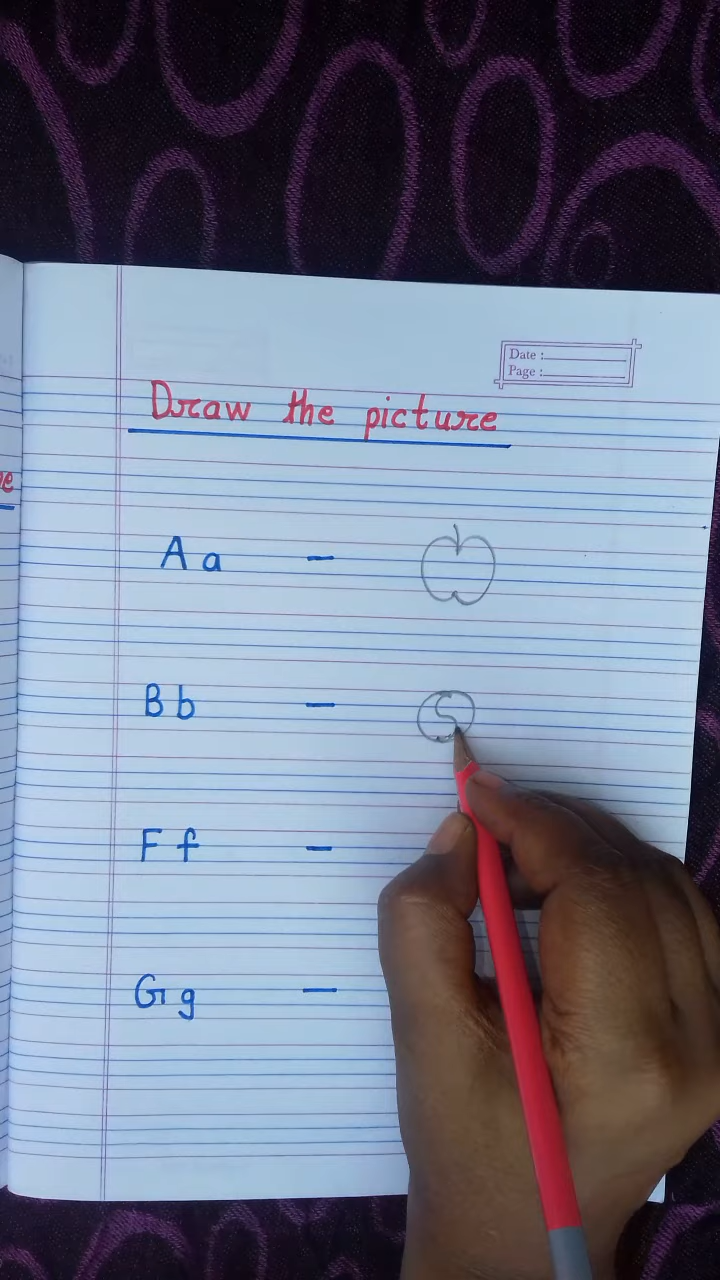 Date :
Page :
Draw the picture
A a -
B b -
F f -
G g -